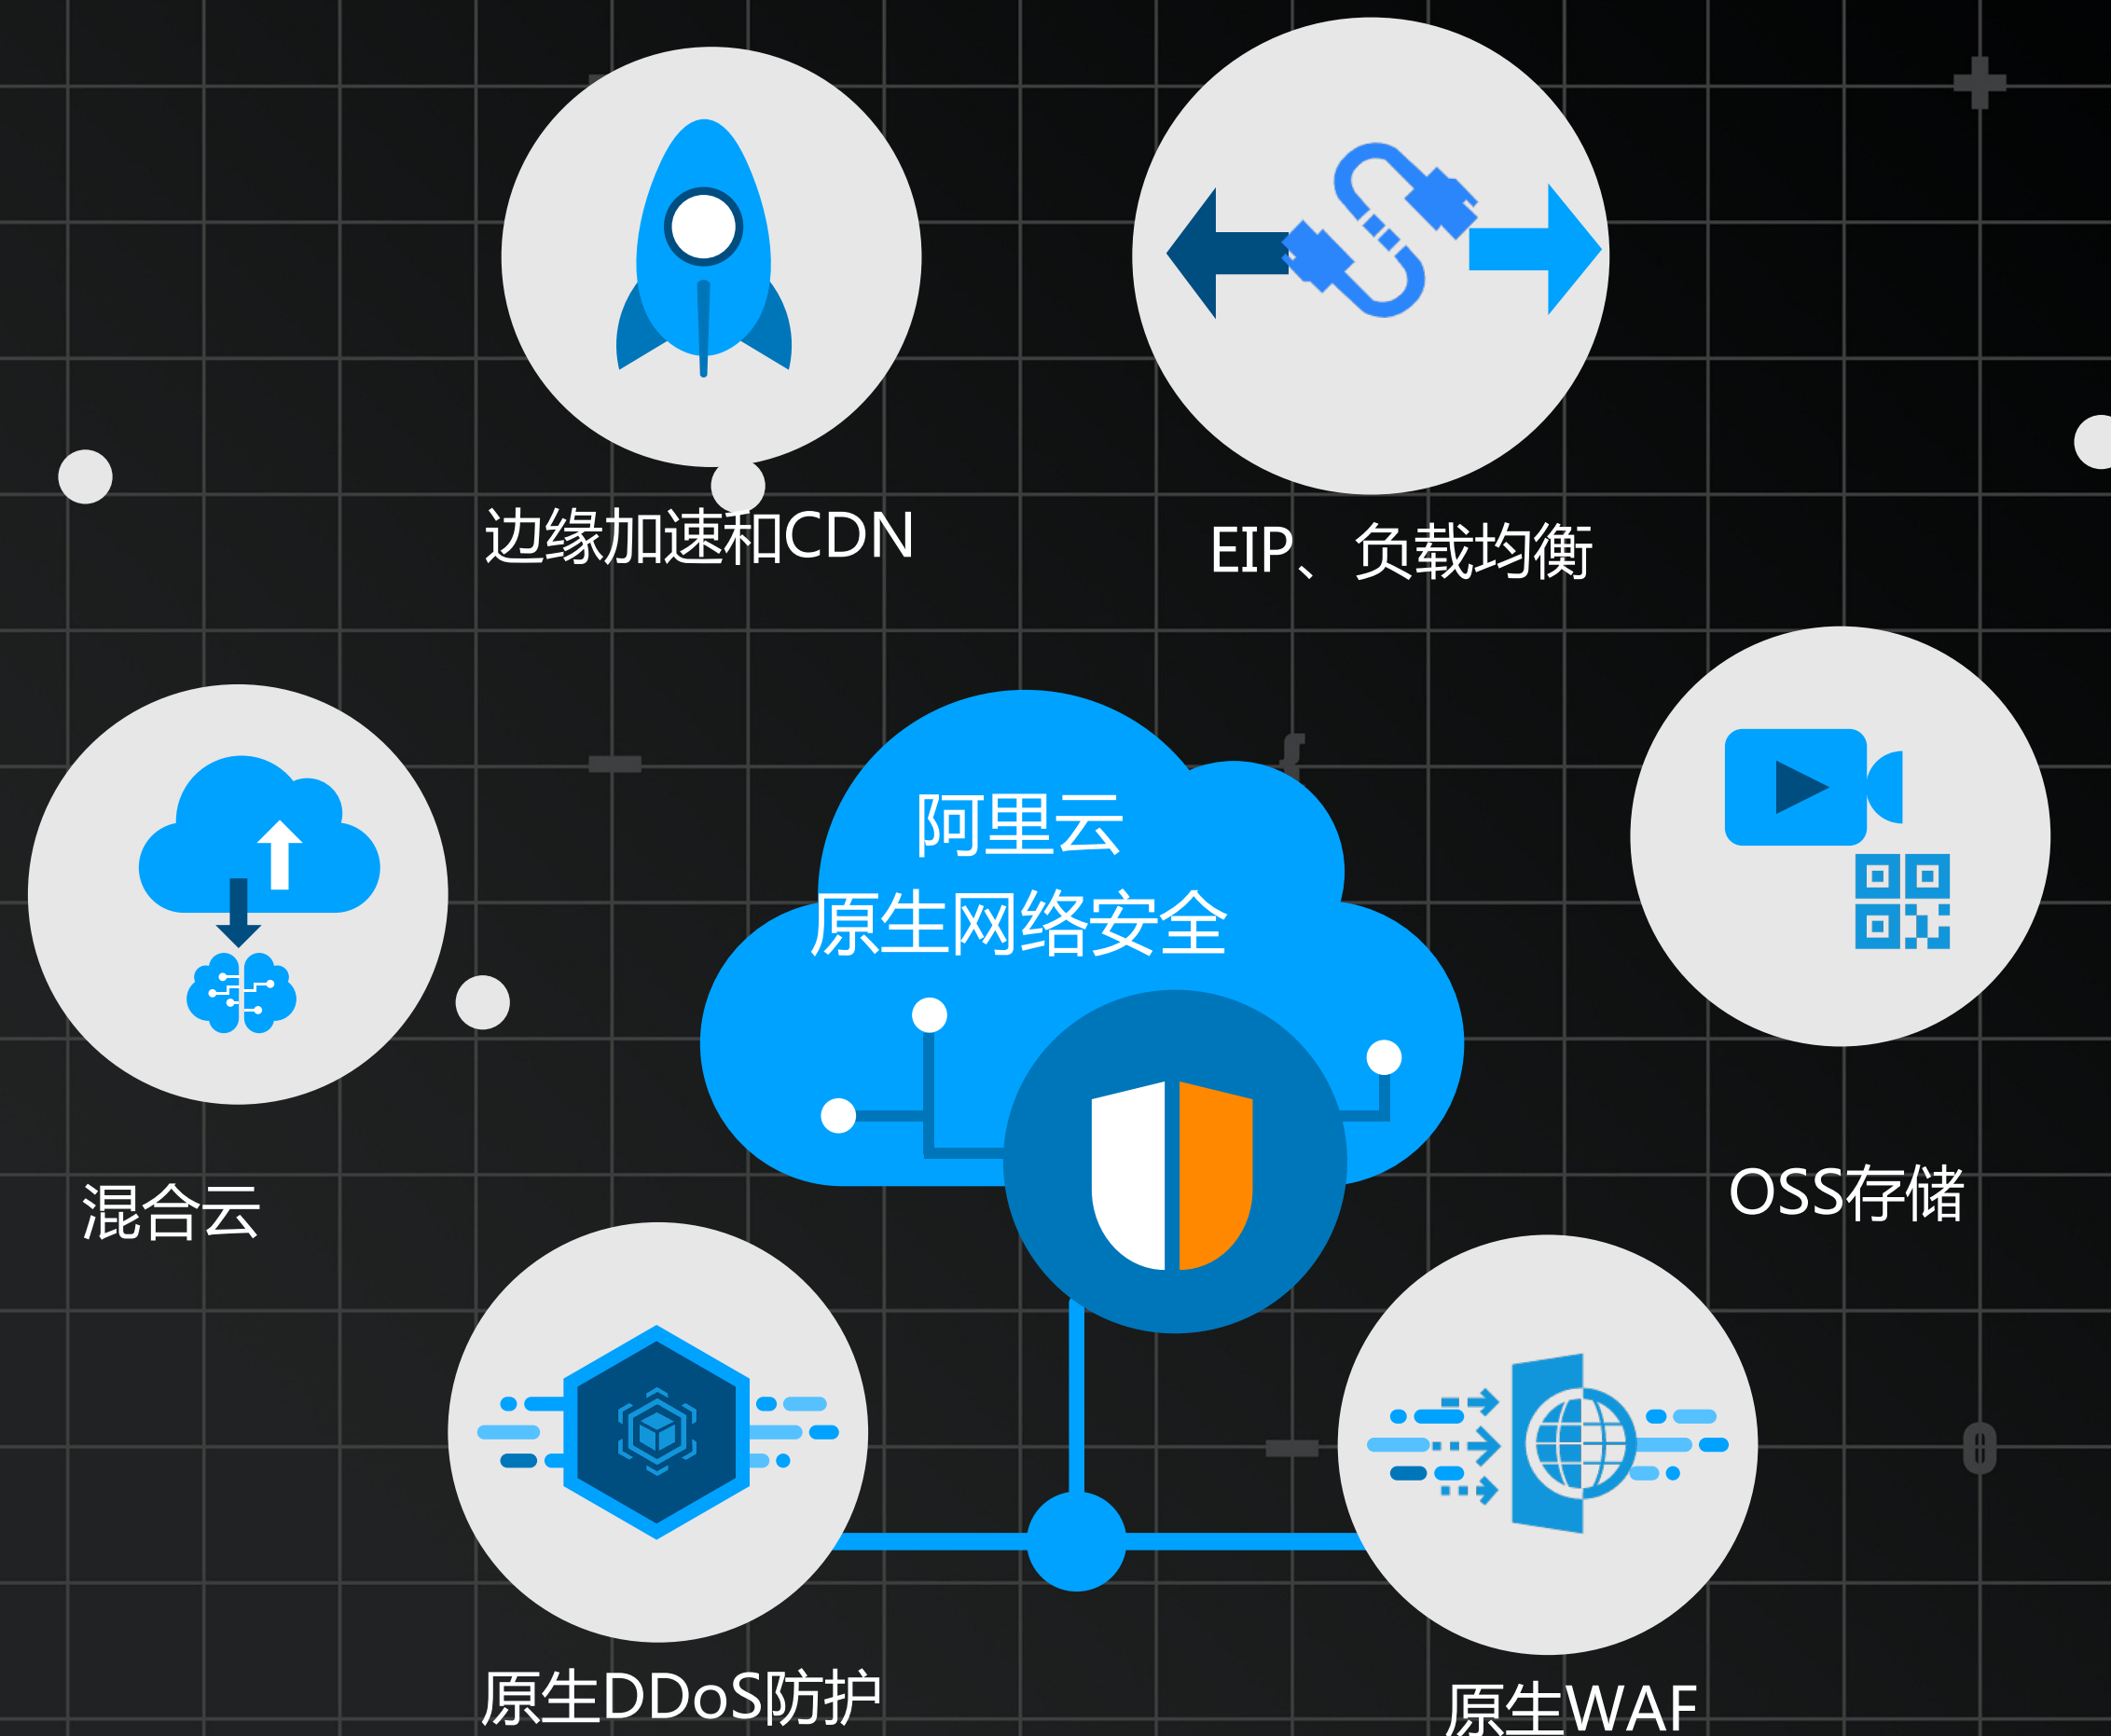 边缘加速和CDN
EIP、负载均衡
阿里云
原生网络安全
混合云
OSS存储
原生DDoS防护
原生WAF